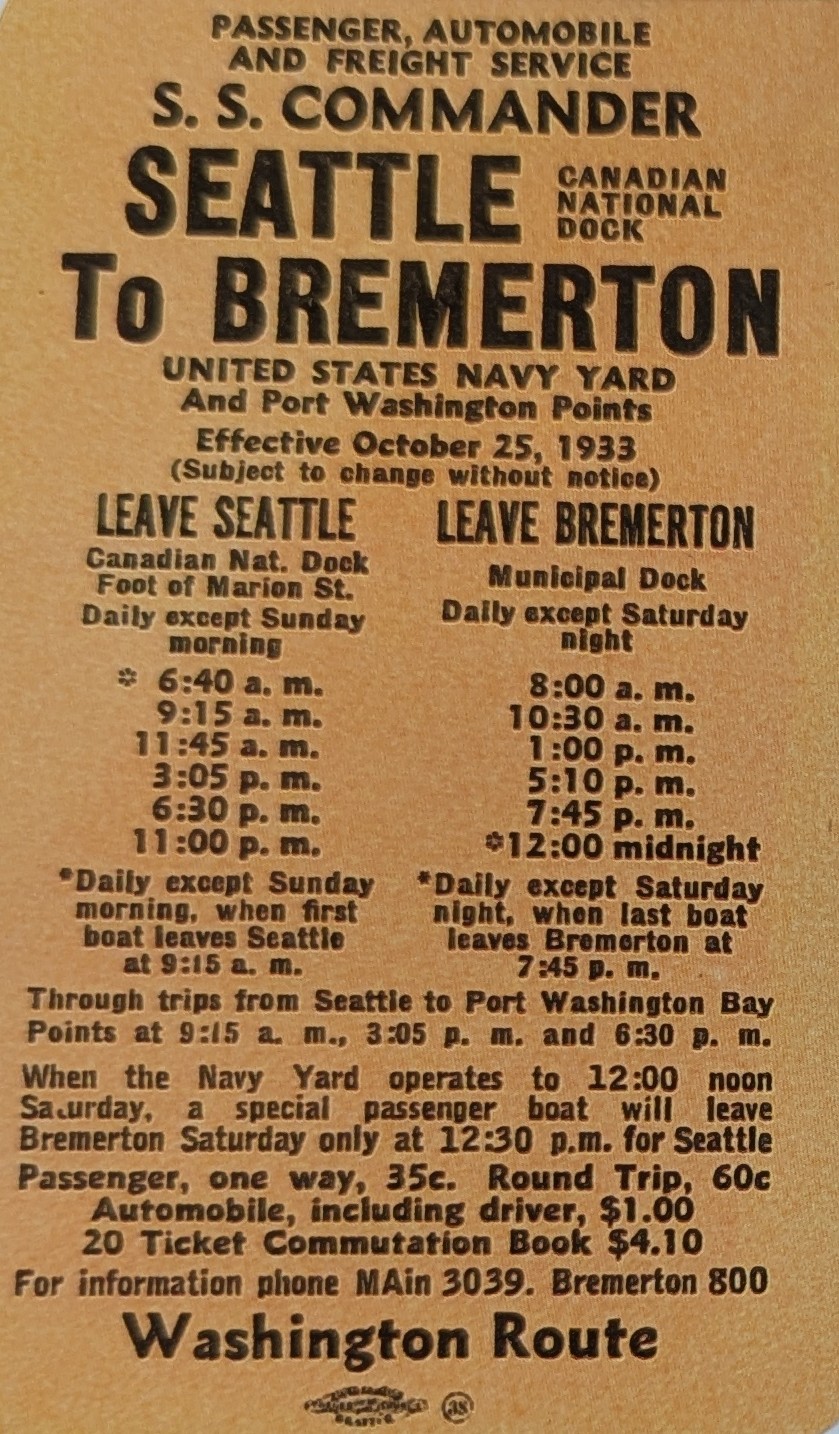 PASSENGER, AUTOMOBILE
AND FREIGHT SERVICE
S. S. COMMANDER
SEATTLE CANADIAN
NATIONAL
DOCK
To BREMERTON
UNITED STATES NAVY YARD
And Port Washington Points
Effective October 25, 1933
(Subject to change without notice)
LEAVE SEATTLE
Canadian Nat. Dock
Foot of Marion St.
Daily except Sunday
morning
* 6:40 a. m.
9:15 a. m.
11:45 a. m.
3:05 p. m.
6:30 p. m.
11:00 p. m.
*Daily except Sunday
morning, when first
boat leaves Seattle
at 9:15 a. m.
LEAVE BREMERTON
Municipal Dock
Daily except Saturday
night
8:00 a. m.
10:30 a. m.
1:00 p. m.
5:10 p. m.
7:45 p. m.
*12:00 midnight
*Daily except Saturday
night, when last boat
leaves Bremerton at
7:45 p. m.
Through trips from Seattle to Port Washington Bay
Points at 9:15 a. m., 3:05 p. m. and 6:30 p. m.
When the Navy Yard operates to 12:00 noon
Saturday, a special passenger boat will leave
Bremerton Saturday only at 12:30 p.m. for Seattle
Passenger, one way, 35c. Round Trip, 60c
Automobile, including driver, $1.00
20 Ticket Commutation Book $4.10
For information phone MAin 3039. Bremerton 800
Washington Route
38